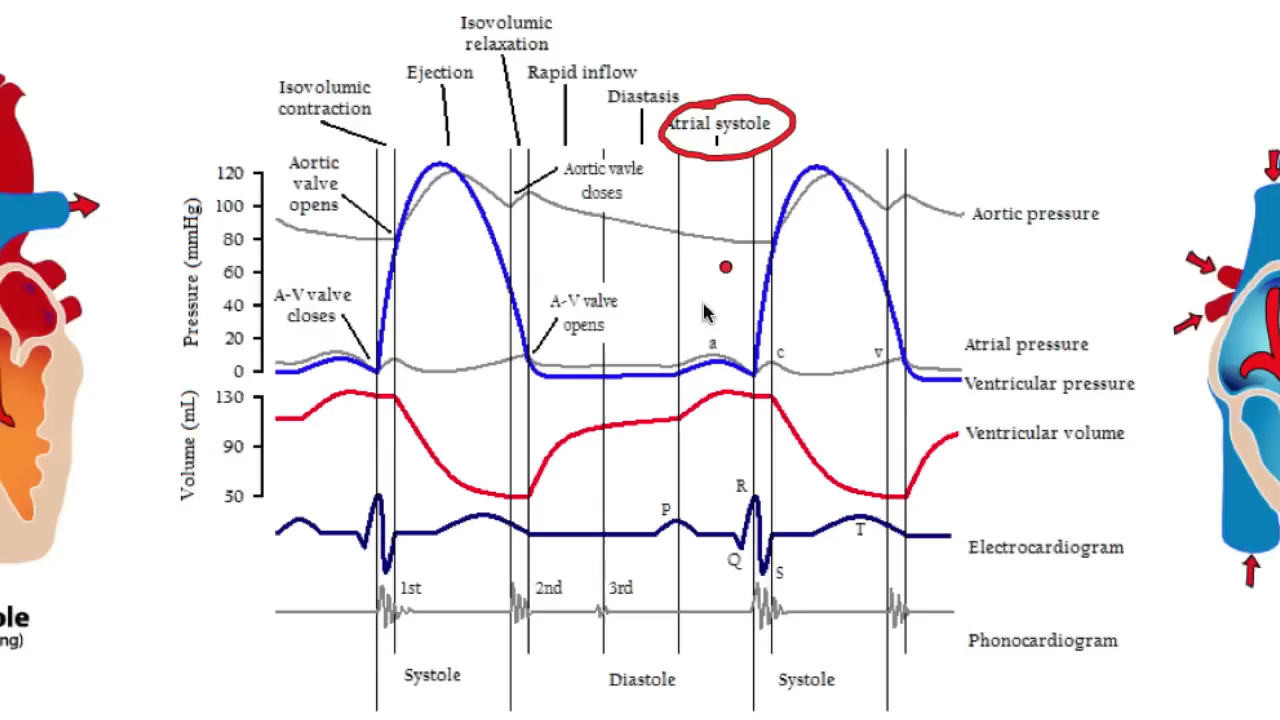 Isovolumic
relaxation
Ejection
Rapid inflow
Isovolumic
contraction
Diastasis
Atrial systole
Aortic
valve
opens
Aortic vavle
closes
120
100
80
60
40
20
0
Pressure (mmHg)
Aortic pressure
A-V valve
closes
A-V valve
opens
a
c
v
Atrial pressure
Ventricular pressure
130
90
50
Volume (mL)
Ventricular volume
R
P
Q
S
T
Electrocardiogram
1st
2nd
3rd
Phonocardiogram
Systole
Diastole
Systole
ole
ng)